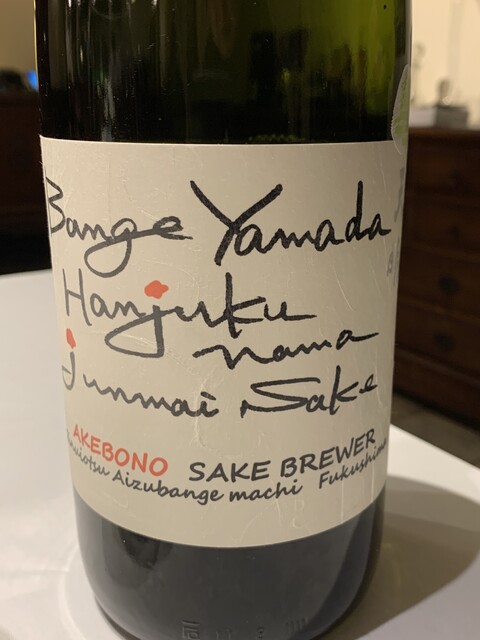 Bange Yamada
Hanjuku
nama
junmai Sake
AKEBONO SAKE BREWER
Aizubange machi Fukushima